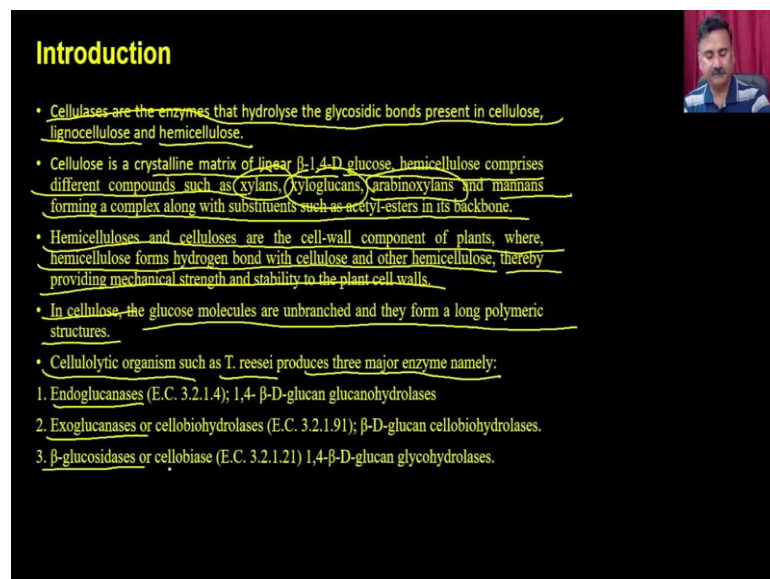 Introduction
• Cellulases are the enzymes that hydrolyse the glycosidic bonds present in cellulose,
lignocellulose and hemicellulose.
• Cellulose is a crystalline matrix of linear β-1,4-D glucose, hemicellulose comprises
different compounds such as xylans, xyloglucans, arabinoxylans and mannans
forming a complex along with substituents such as acetyl-esters in its backbone.
• Hemicelluloses and celluloses are the cell-wall component of plants, where,
hemicellulose forms hydrogen bond with cellulose and other hemicellulose, thereby
providing mechanical strength and stability to the plant cell walls.
• In cellulose, the glucose molecules are unbranched and they form a long polymeric
structures.
• Cellulolytic organism such as T. reesei produces three major enzyme namely:
1. Endoglucanases (E.C. 3.2.1.4); 1,4- β-D-glucan glucanohydrolases
2. Exoglucanases or cellobiohydrolases (E.C. 3.2.1.91); β-D-glucan cellobiohydrolases.
3. β-glucosidases or cellobiase (E.C. 3.2.1.21) 1,4-β-D-glucan glycohydrolases.